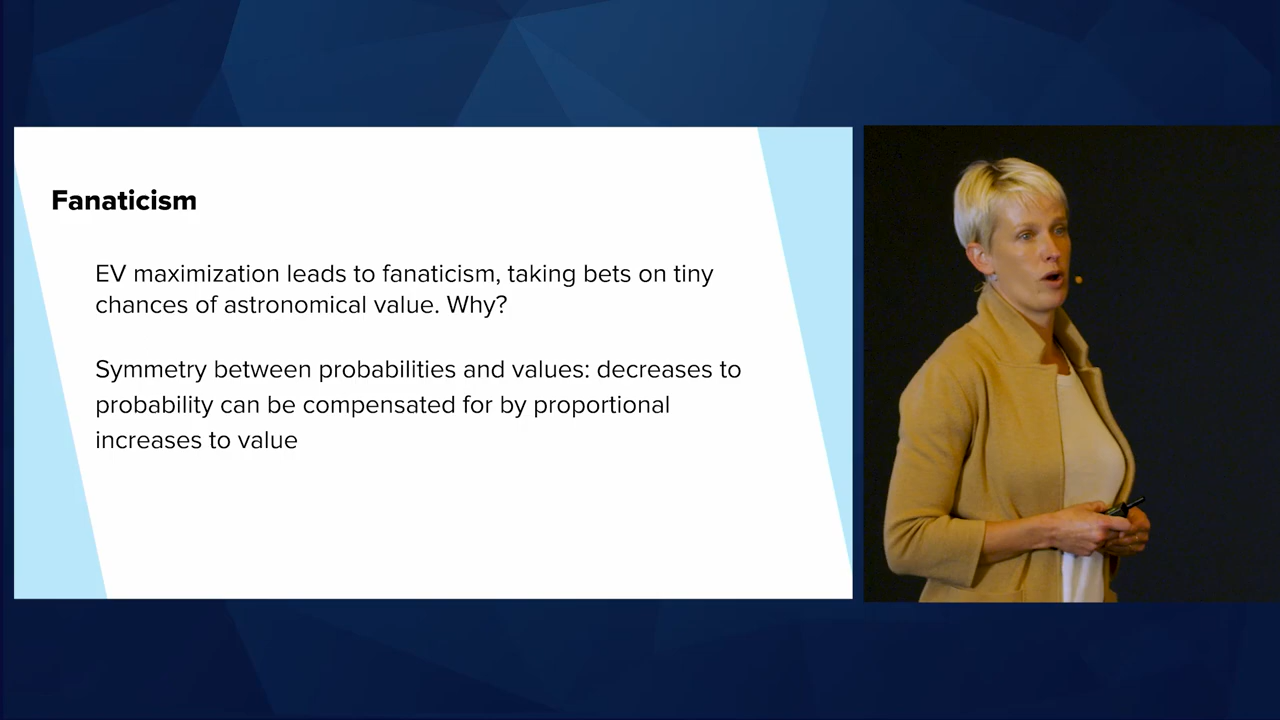 Fanaticism
EV maximization leads to fanaticism, taking bets on tiny
chances of astronomical value. Why?
Symmetry between probabilities and values: decreases to
probability can be compensated for by proportional
increases to value